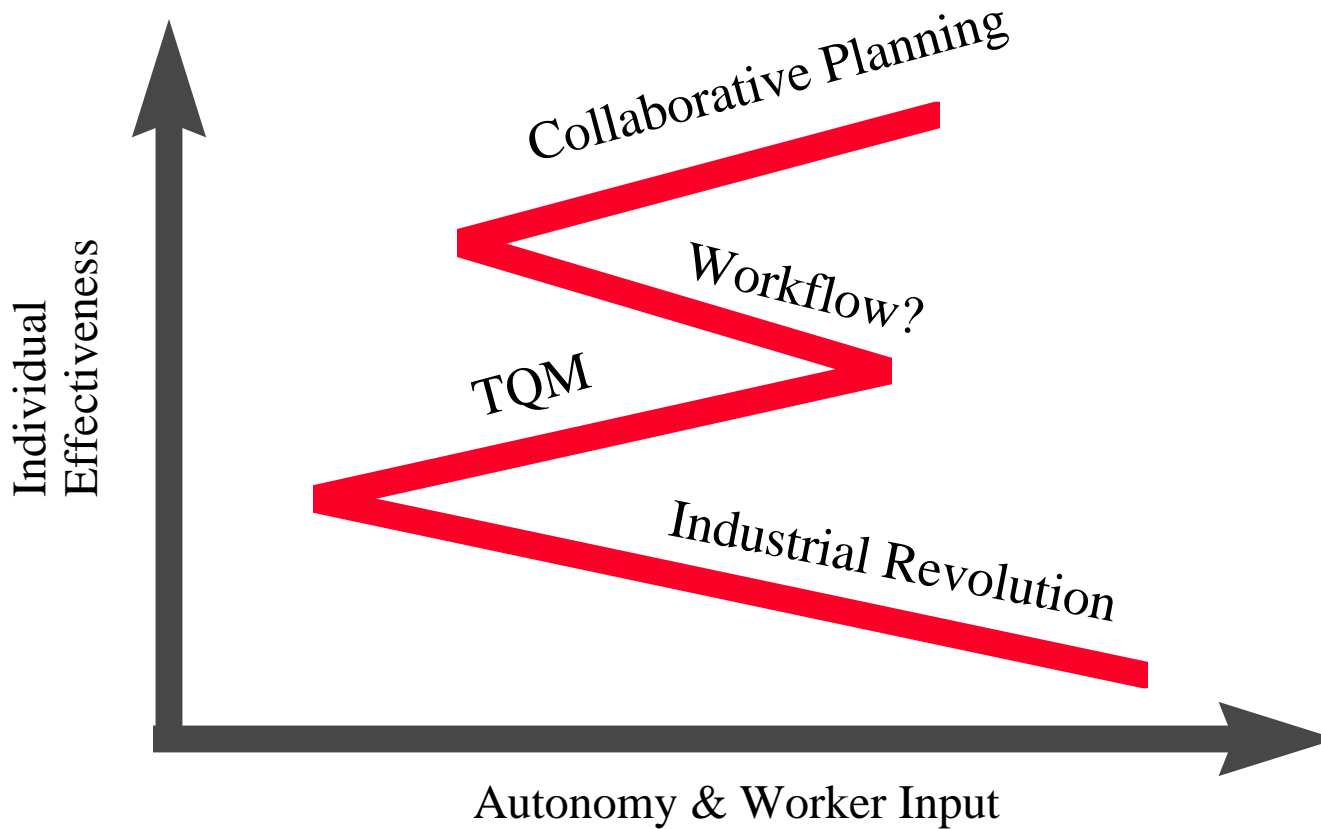 Collaborative Planning
Workflow?
TQM
Industrial Revolution
Individual
Effectiveness
Autonomy & Worker Input